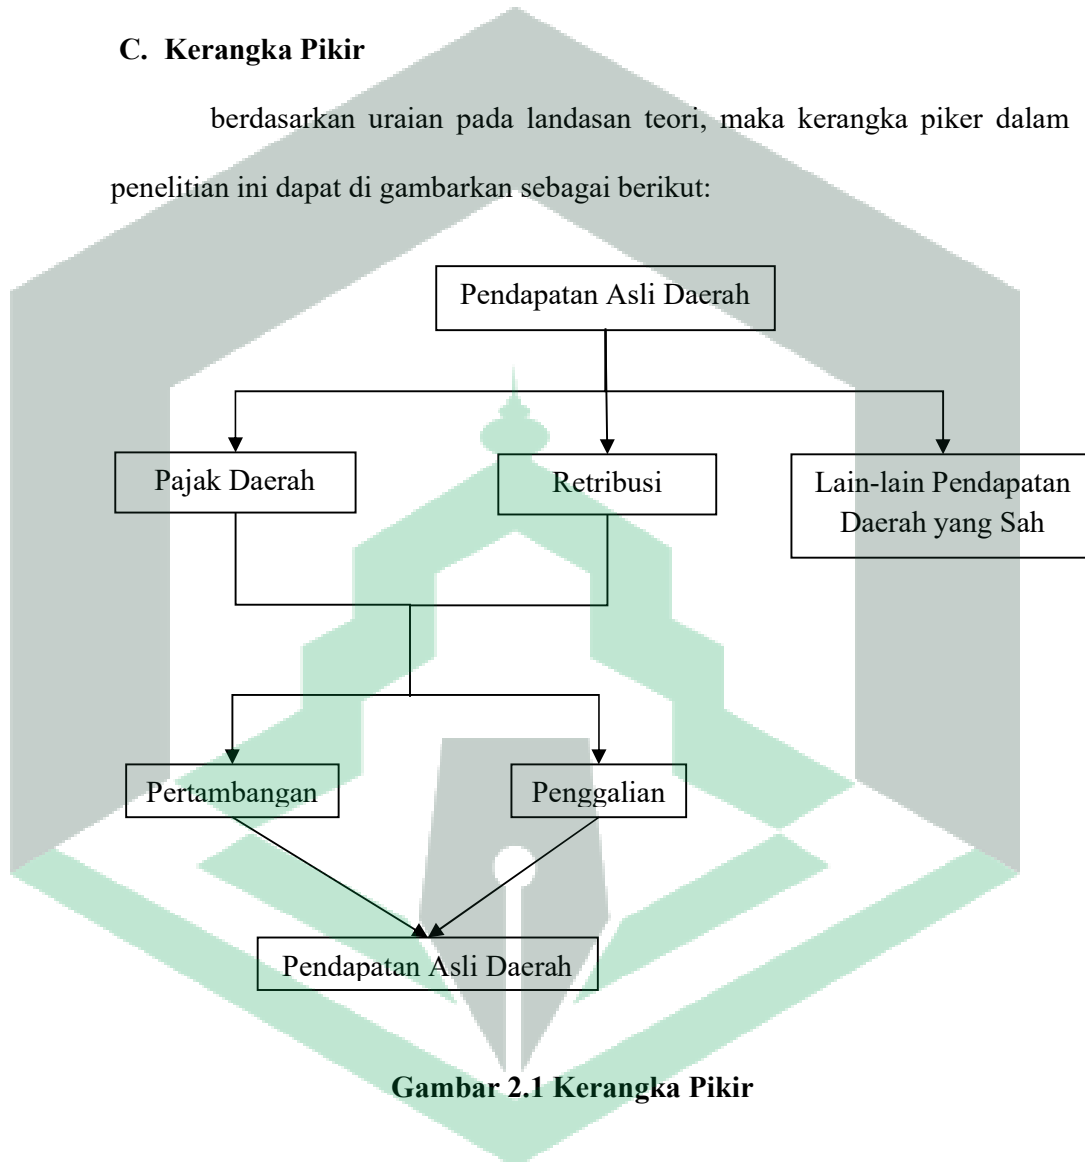 C. Kerangka Pikir
berdasarkan uraian pada landasan teori, maka kerangka piker dalam
penelitian ini dapat di gambarkan sebagai berikut:
Pendapatan Asli Daerah
Pajak Daerah
Retribusi
Lain-lain Pendapatan
Daerah yang Sah
Pertambangan
Penggalian
Pendapatan Asli Daerah
Gambar 2.1 Kerangka Pikir